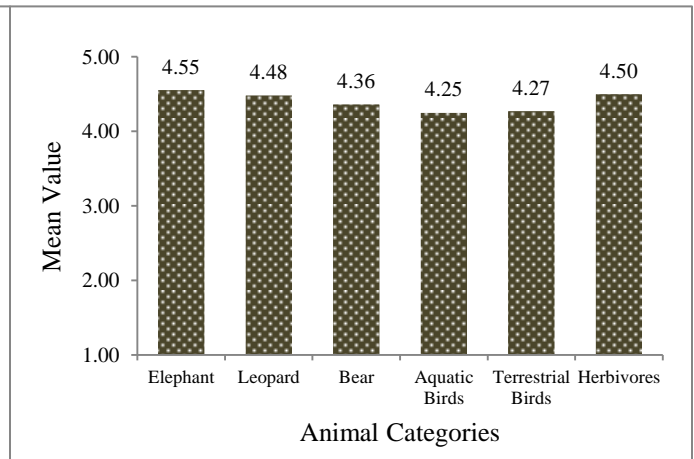 5.00
4.00
3.00
2.00
1.00
Mean Value
4.55
4.48
4.36
4.25
4.27
4.50
Elephant
Leopard
Bear
Aquatic
Birds
Terrestrial
Birds
Herbivores
Animal Categories